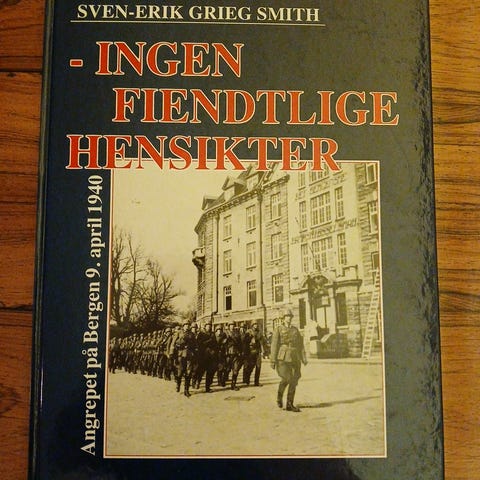 SVEN-ERIK GRIEG SMITH
- INGEN
FIENDTLIGE
HENSIKTER
Angrepet på Bergen 9. april 1940